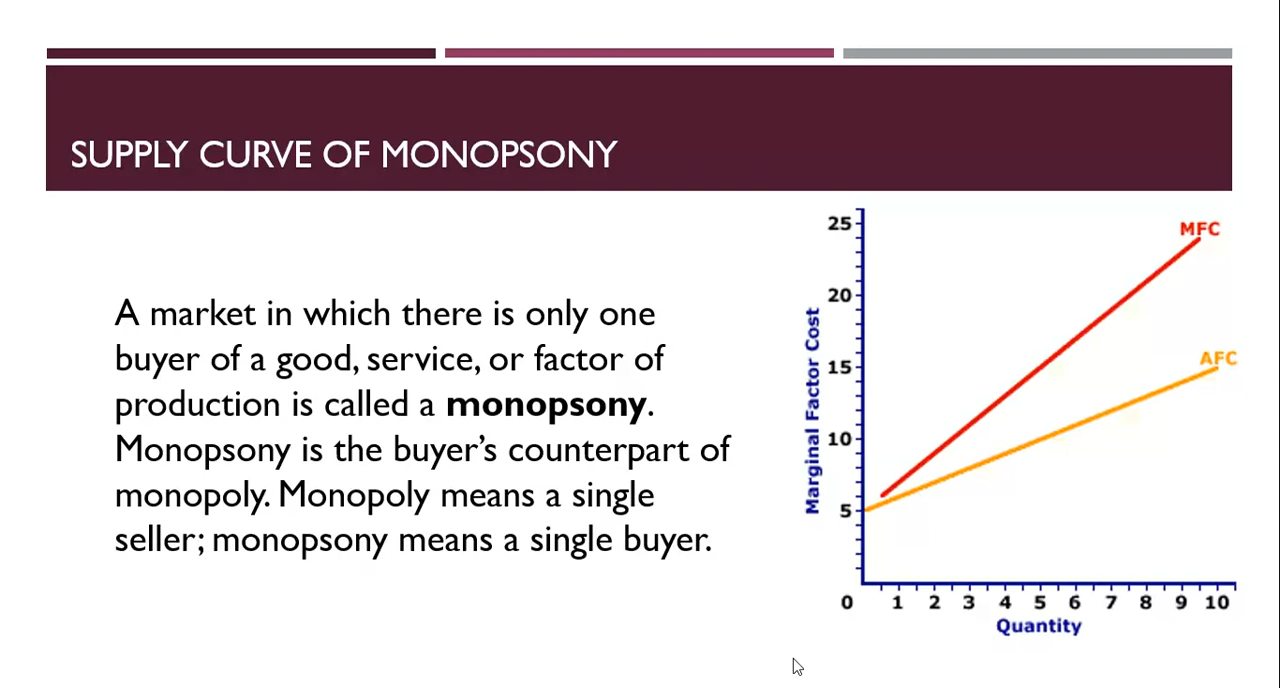 SUPPLY CURVE OF MONOPSONY
A market in which there is only one
buyer of a good, service, or factor of
production is called a monopsony.
Monopsony is the buyer’s counterpart of
monopoly. Monopoly means a single
seller; monopsony means a single buyer.
Marginal Factor Cost
25
20
15
10
5
MFC
AFC
0 1 2 3 4 5 6 7 8 9 10
Quantity